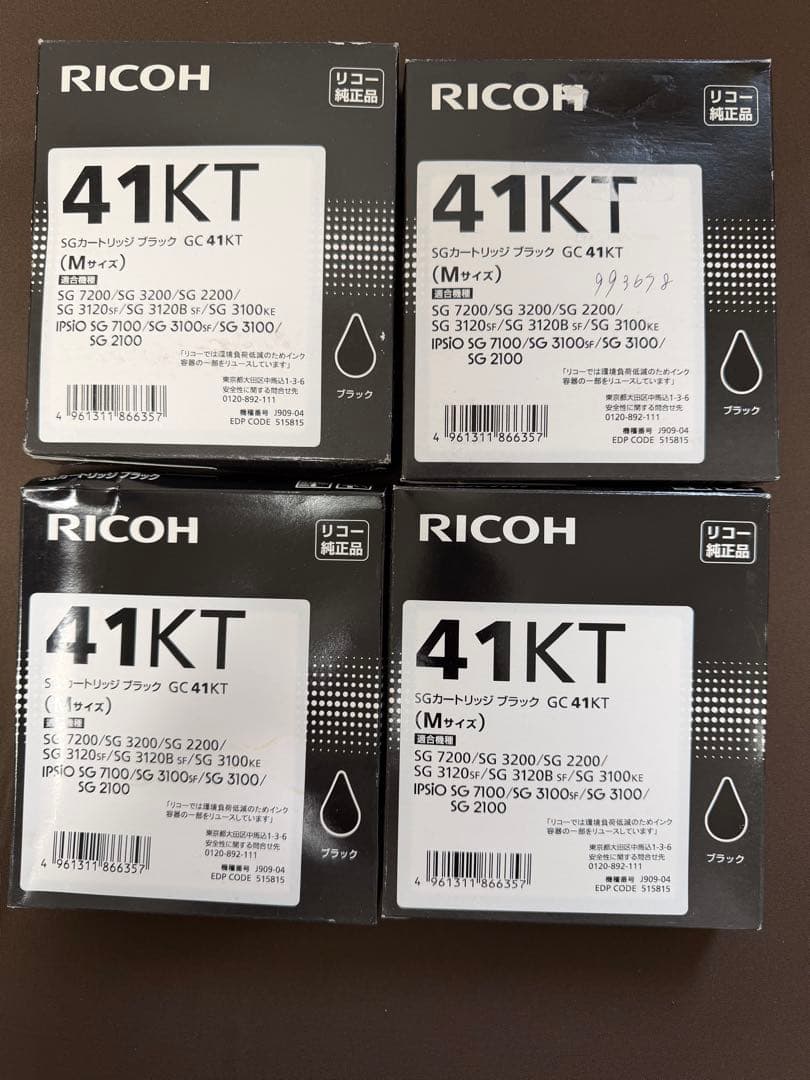 RICOH
リコー
純正品
41KT
SGカートリッジ ブラック GC 41KT
(Mサイズ)
適合機種
SG 7200/SG 3200/SG 2200/
SG 3120SF/SG 3120B SF/SG 3100KE
IPSiO SG 7100/SG 3100SF/SG 3100/
SG 2100
「リコーでは環境負荷低減のためインク
容器の一部をリユースしています」
東京都大田区中馬込1-3-6
安全性に関する問合せ先
0120-892-111
機種番号 J909-04
EDP CODE 515815
4 961311 866357
ブラック
RICOH
リコー
純正品
41KT
SGカートリッジ ブラック GC 41KT
(Mサイズ)
993678
適合機種
SG 7200/SG 3200/SG 2200/
SG 3120SF/SG 3120B SF/SG 3100KE
IPSiO SG 7100/SG 3100SF/SG 3100/
SG 2100
「リコーでは環境負荷低減のためインク
容器の一部をリユースしています」
東京都大田区中馬込1-3-6
安全性に関する問合せ先
0120-892-111
機種番号 J909-04
EDP CODE 515815
4 961311 866357
ブラック
SGカートリッジ ブラック
RICOH
リコー
純正品
41KT
SGカートリッジ ブラック GC 41KT
(Mサイズ)
適合機種
SG 7200/SG 3200/SG 2200/
SG 3120SF/SG 3120B SF/SG 3100KE
IPSiO SG 7100/SG 3100SF/SG 3100/
SG 2100
「リコーでは環境負荷低減のためインク
容器の一部をリユースしています」
東京都大田区中馬込1-3-6
安全性に関する問合せ先
0120-892-111
機種番号 J909-04
EDP CODE 515815
4 961311 866357
ブラック
RICOH
リコー
純正品
41KT
SGカートリッジ ブラック GC 41KT
(Mサイズ)
適合機種
SG 7200/SG 3200/SG 2200/
SG 3120SF/SG 3120B SF/SG 3100KE
IPSiO SG 7100/SG 3100SF/SG 3100/
SG 2100
「リコーでは環境負荷低減のためインク
容器の一部をリユースしています」
東京都大田区中馬込1-3-6
安全性に関する問合せ先
0120-892-111
機種番号 J909-04
EDP CODE 515815
4 961311 866357
ブラック